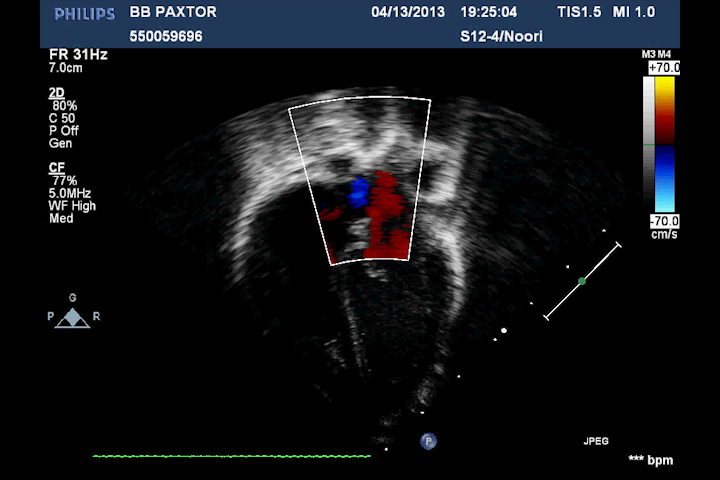 PHILIPS BB PAXTOR 04/13/2013 19:25:04 TIS1.5 MI 1.0
550059696 S12-4/Noori
FR 31Hz
7.0cm
M3 M4
+70.0
2D
80%
C 50
P Off
Gen
CF
77%
5.0MHz
WF High
Med
-70.0
cm/s
G
P R
P
JPEG
*** bpm